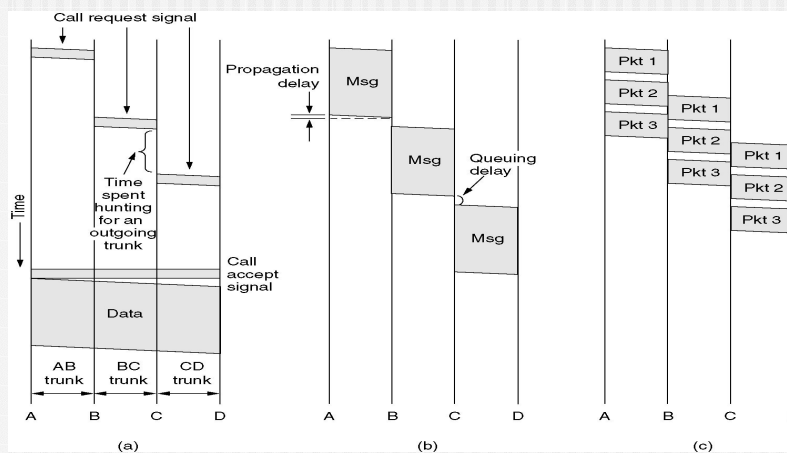 Call request signal
Time
spent
hunting
for an
outgoing
trunk
Time
Call
accept
signal
Data
AB
trunk
BC
trunk
CD
trunk
A
B
C
D
(a)
Propagation
delay
Msg
Msg
Queuing
delay
Msg
A
B
C
D
(b)
Pkt 1
Pkt 2
Pkt 3
Pkt 1
Pkt 2
Pkt 3
Pkt 1
Pkt 2
Pkt 3
A
B
C
(c)